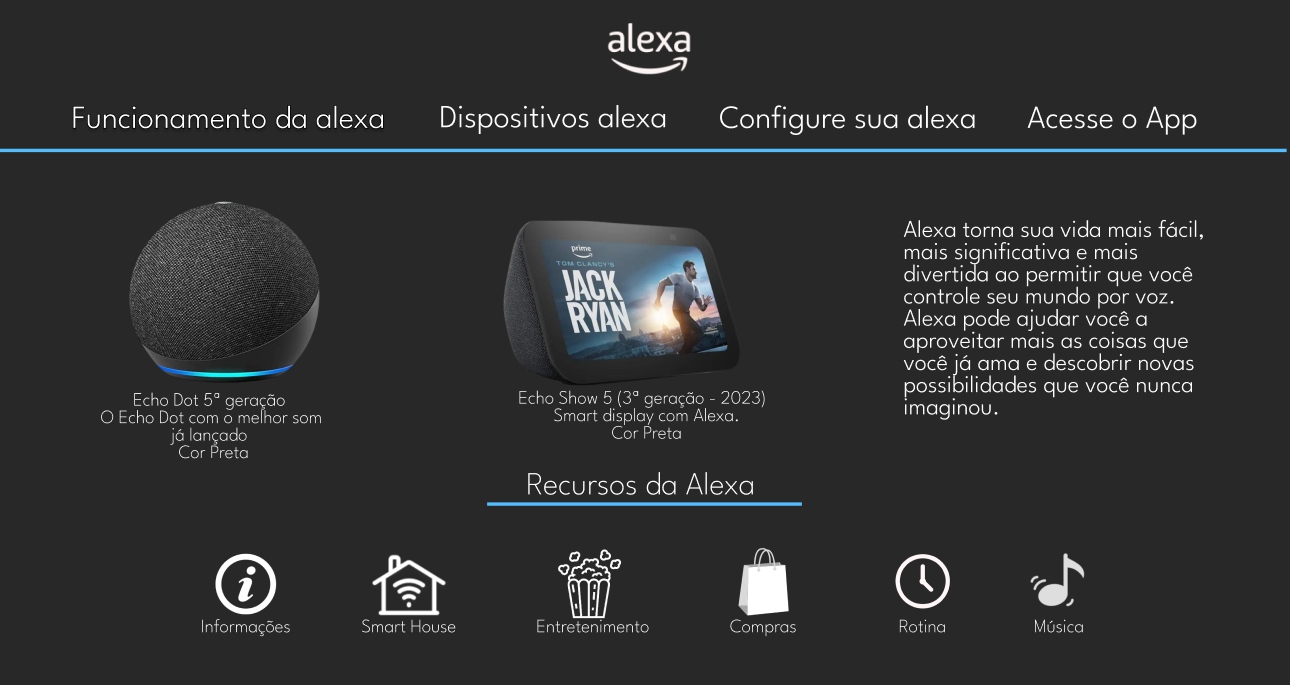 alexa
Funcionamento da alexa
Dispositivos alexa
Configure sua alexa
Acesse o App
prime
TOM CLANCY'S
JACK
RYAN
Echo Dot 5ª geração
O Echo Dot com o melhor som
já lançado
Cor Preta
Echo Show 5 (3ª geração - 2023)
Smart display com Alexa.
Cor Preta
Alexa torna sua vida mais fácil,
mais significativa e mais
divertida ao permitir que você
controle seu mundo por voz.
Alexa pode ajudar você a
aproveitar mais as coisas que
você já ama e descobrir novas
possibilidades que você nunca
imaginou.
Recursos da Alexa
Informações
Smart House
Entretenimento
Compras
Rotina
Música